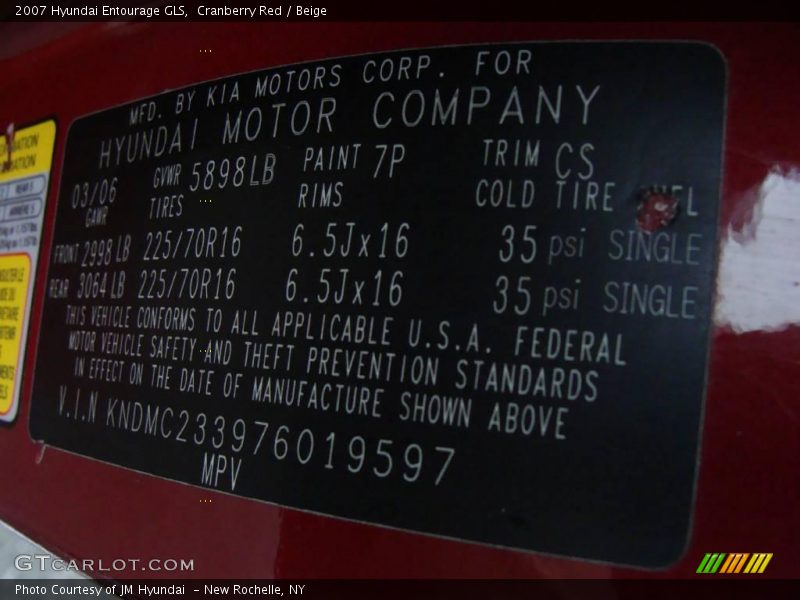 2007 Hyundai Entourage GLS,  Cranberry Red / Beige
MFD. BY KIA MOTORS CORP. FOR
HYUNDAI MOTOR COMPANY
03/06 GVWR 5898LB PAINT 7P TRIM CS
GAWR TIRES RIMS COLD TIRE
FRONT 2998 LB 225/70R16 6.5Jx16 35 psi SINGLE
REAR 3064 LB 225/70R16 6.5Jx16 35 psi SINGLE
THIS VEHICLE CONFORMS TO ALL APPLICABLE U.S.A. FEDERAL
MOTOR VEHICLE SAFETY AND THEFT PREVENTION STANDARDS
IN EFFECT ON THE DATE OF MANUFACTURE SHOWN ABOVE
V.I.N KNDMC233976019597
MPV
GTCARLOT.COM
Photo Courtesy of JM Hyundai  - New Rochelle, NY